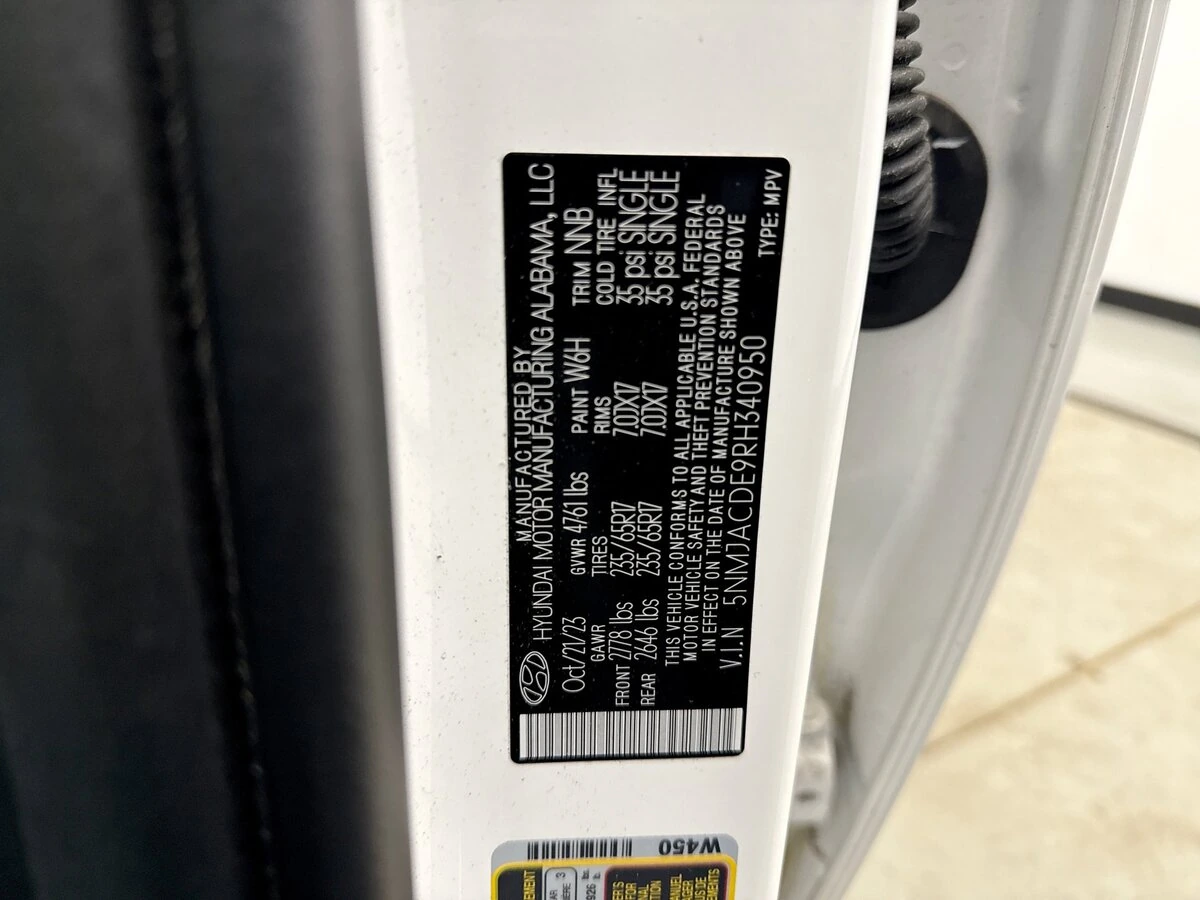 MANUFACTURED BY
HYUNDAI MOTOR MANUFACTURING ALABAMA, LLC
Oct/21/23 GVWR 4761 lbs PAINT W6H TRIM NNB
GAWR TIRES RIMS COLD TIRE INFL
FRONT 2778 lbs 235/65R17 7.0JX17 35 psi SINGLE
REAR 2646 lbs 235/65R17 7.0JX17 35 psi SINGLE
THIS VEHICLE CONFORMS TO ALL APPLICABLE U.S.A. FEDERAL
MOTOR VEHICLE SAFETY AND THEFT PREVENTION STANDARDS
IN EFFECT ON THE DATE OF MANUFACTURE SHOWN ABOVE
V.I.N 5NMJACDE9RH340950
TYPE: MPV
W450